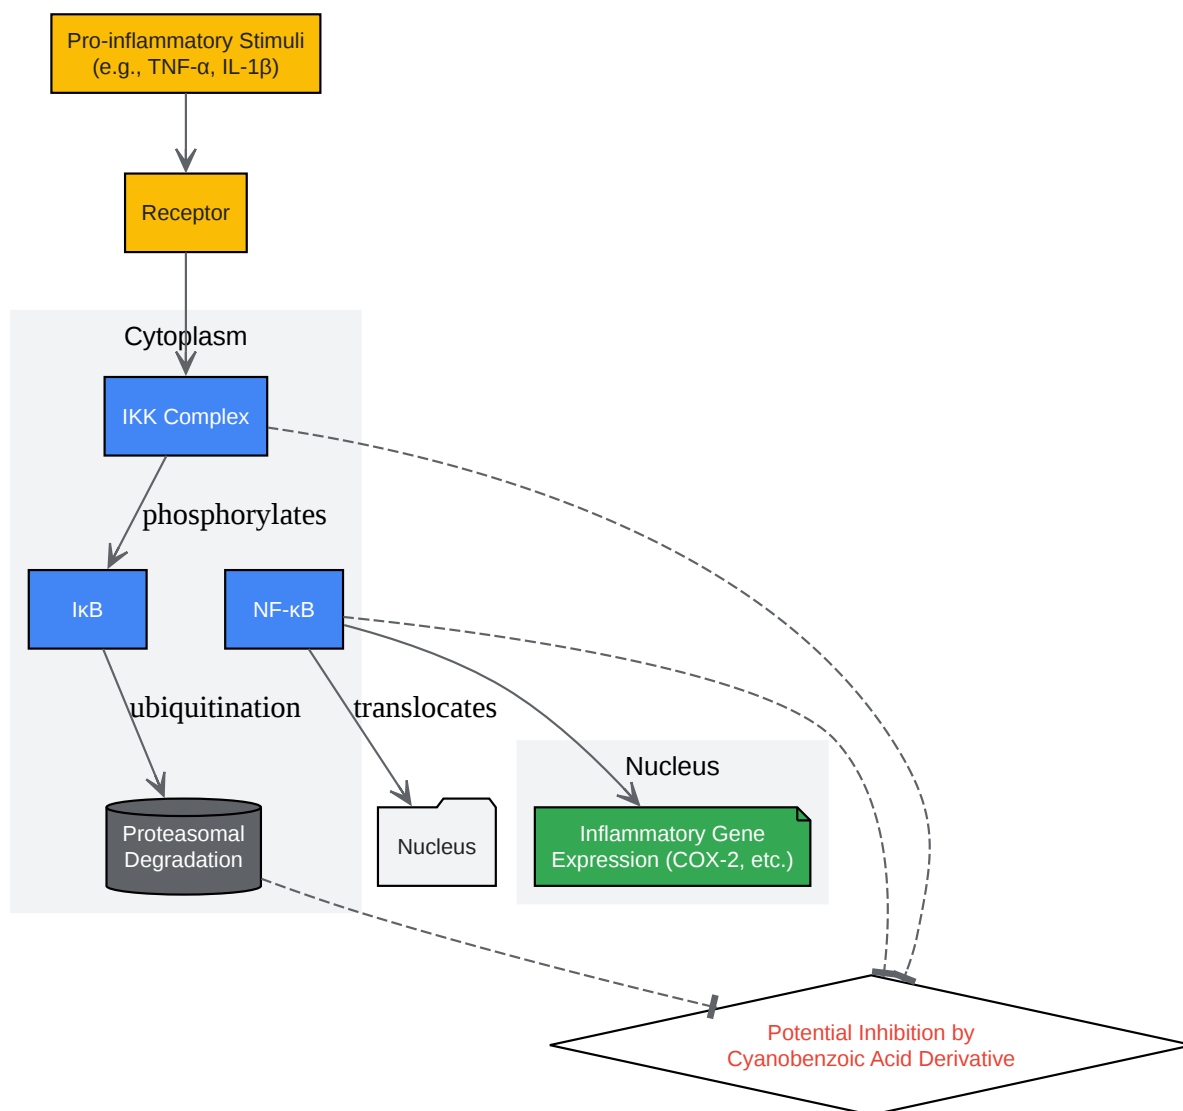 Pro-inflammatory Stimuli
(e.g., TNF-α, IL-1β)
Receptor
Cytoplasm
IKK Complex
phosphorylates
IκB
NF-κB
ubiquitination
translocates
Nucleus
Proteasomal
Degradation
Nucleus
Inflammatory Gene
Expression (COX-2, etc.)
Potential Inhibition by
Cyanobenzoic Acid Derivative